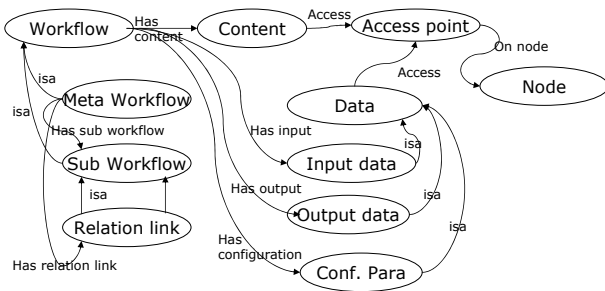 Workflow
Has
content
Content
Access
Access point
On node
Node
isa
isa
Meta Workflow
Has sub workflow
Sub Workflow
isa
Relation link
Has relation link
Access
Data
Has input
isa
Input data
Has output
isa
Output data
isa
Has
configuration
Conf. Para